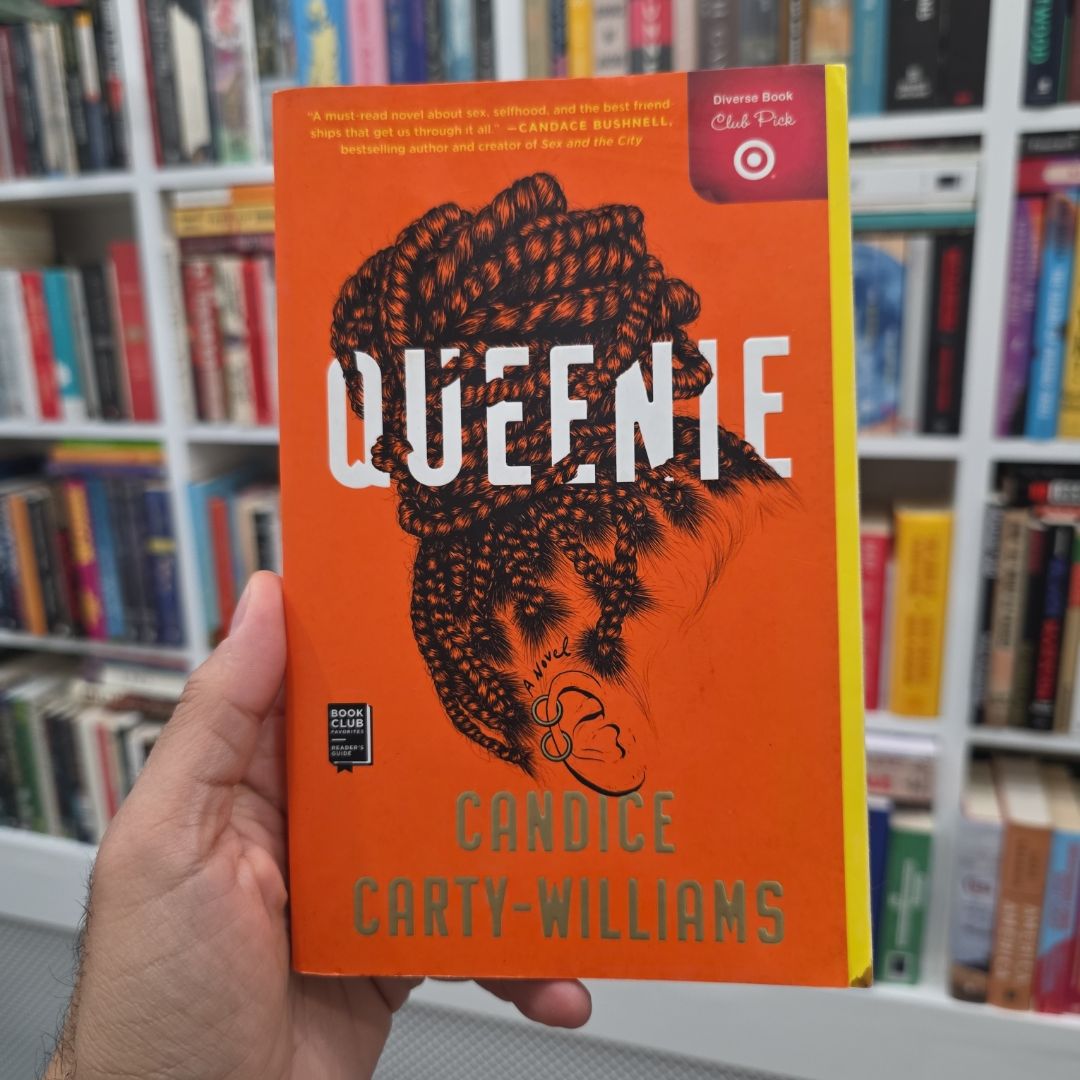 "A must-read novel about sex, selfhood, and the best friend-
ships that get us through it all." —CANDACE BUSHNELL,
bestselling author and creator of Sex and the City
Diverse Book
Club Pick
QUEENIE
A Novel
BOOK
CLUB
FAVORITES
READER'S
GUIDE
CANDICE
CARTY-WILLIAMS